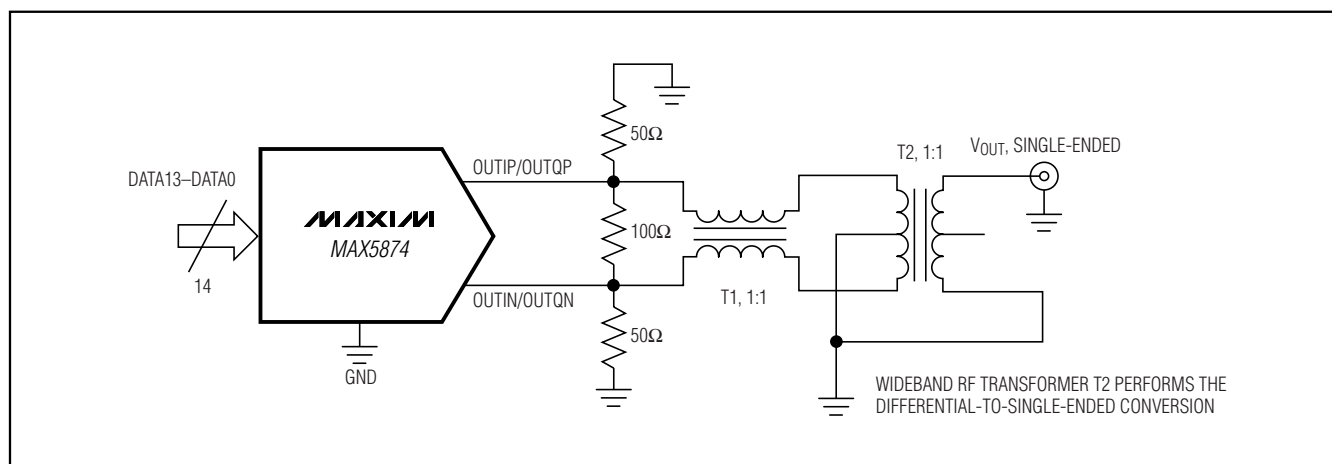 50Ω
T2, 1:1
VOUT, SINGLE-ENDED
OUTIP/OUTQP
DATA13–DATA0
MAXIM
MAX5874
100Ω
14
OUTIN/OUTQN
T1, 1:1
50Ω
GND
WIDEBAND RF TRANSFORMER T2 PERFORMS THE
DIFFERENTIAL-TO-SINGLE-ENDED CONVERSION